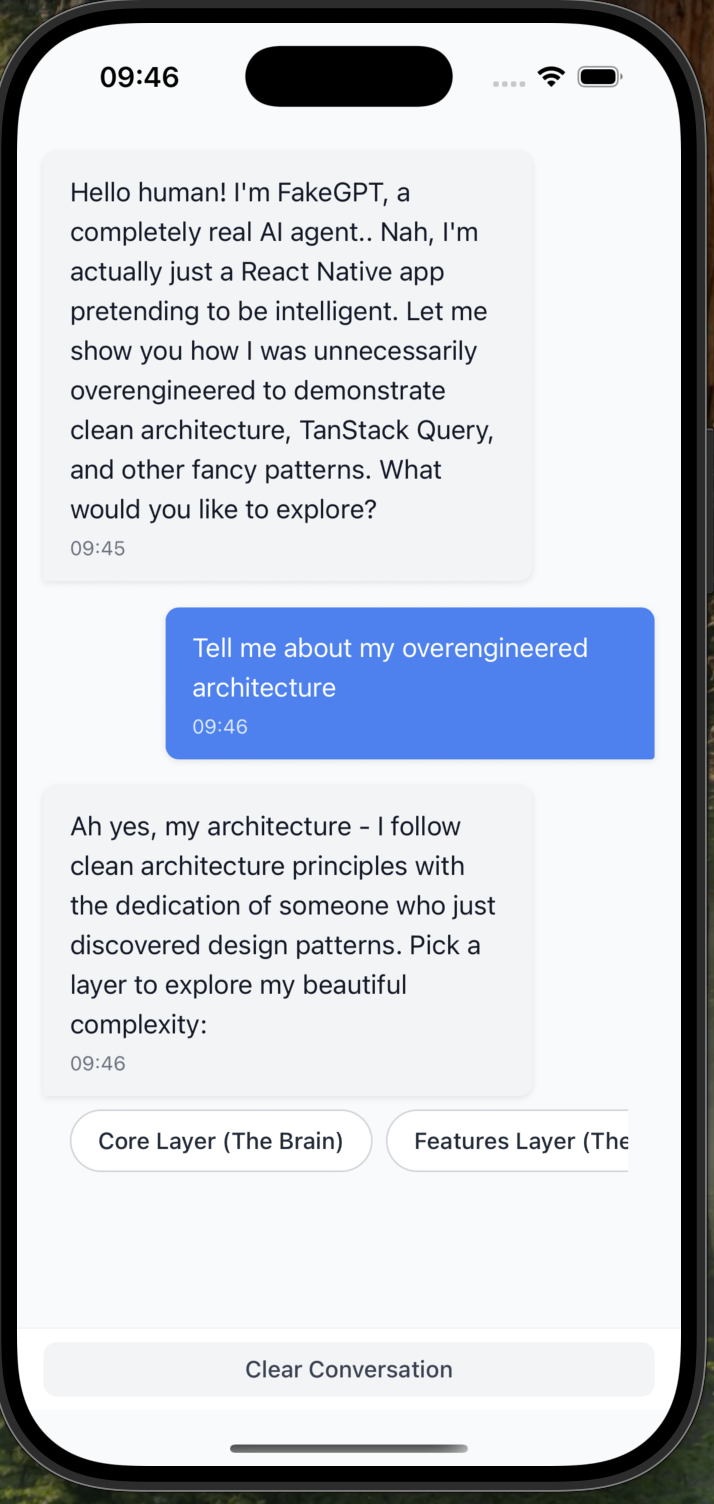 09:46
Hello human! I'm FakeGPT, a
completely real AI agent.. Nah, I'm
actually just a React Native app
pretending to be intelligent. Let me
show you how I was unnecessarily
overengineered to demonstrate
clean architecture, TanStack Query,
and other fancy patterns. What
would you like to explore?
09:45
Tell me about my overengineered
architecture
09:46
Ah yes, my architecture - I follow
clean architecture principles with
the dedication of someone who just
discovered design patterns. Pick a
layer to explore my beautiful
complexity:
09:46
Core Layer (The Brain)
Features Layer (The
Clear Conversation